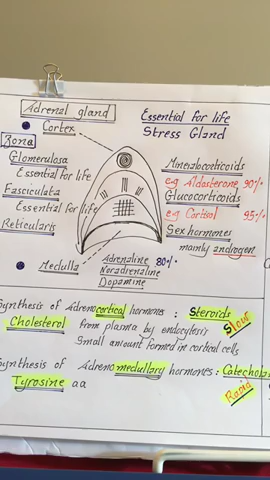 Adrenal gland
Essential for life
Stress Gland
Cortex
Zona
Glomerulosa
Essential for life
Fasciculata
Essential for life
Reticularis
Mineralocorticoids
e.g Aldosterone 90%
Glucocorticoids
e.g Cortisol 95%
Sex hormones
mainly androgen
Medulla
Adrenaline 80%
Noradrenaline
Dopamine
Synthesis of Adrenocortical hormones : Steroids
Cholesterol from plasma by endocytosis Slow
Small amount formed in cortical cells
Synthesis of Adreno medullary hormones : Catechola
Tyrosine aa
Rapid